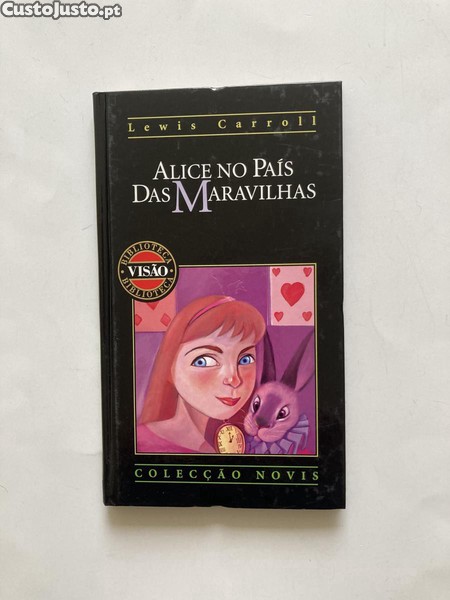 CustoJusto.pt
Lewis Carroll
ALICE NO PAÍS
DAS MARAVILHAS
BIBLIOTECA
VISÃO
BIBLIOTECA
COLECÇÃO NOVIS